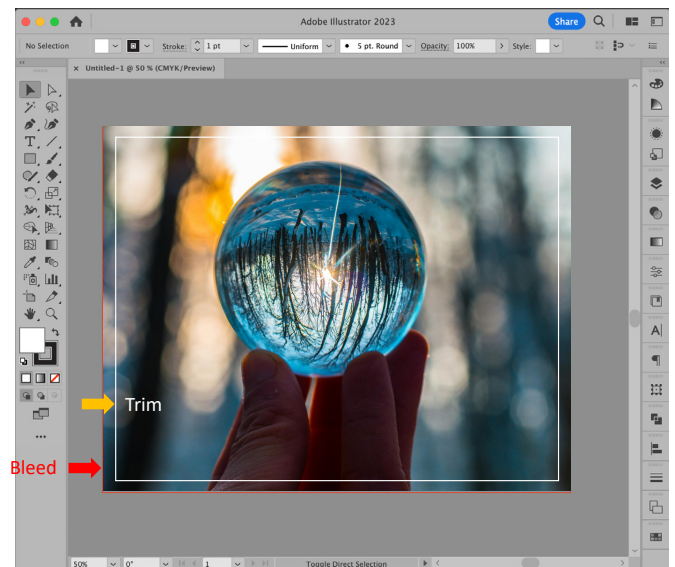 Adobe Illustrator 2023
Share
No Selection
Stroke:
1 pt
Uniform
5 pt. Round
Opacity:
100%
Style:
× Untitled-1 @ 50 % (CMYK/Preview)
Trim
Bleed
50%
0°
1
Toggle Direct Selection